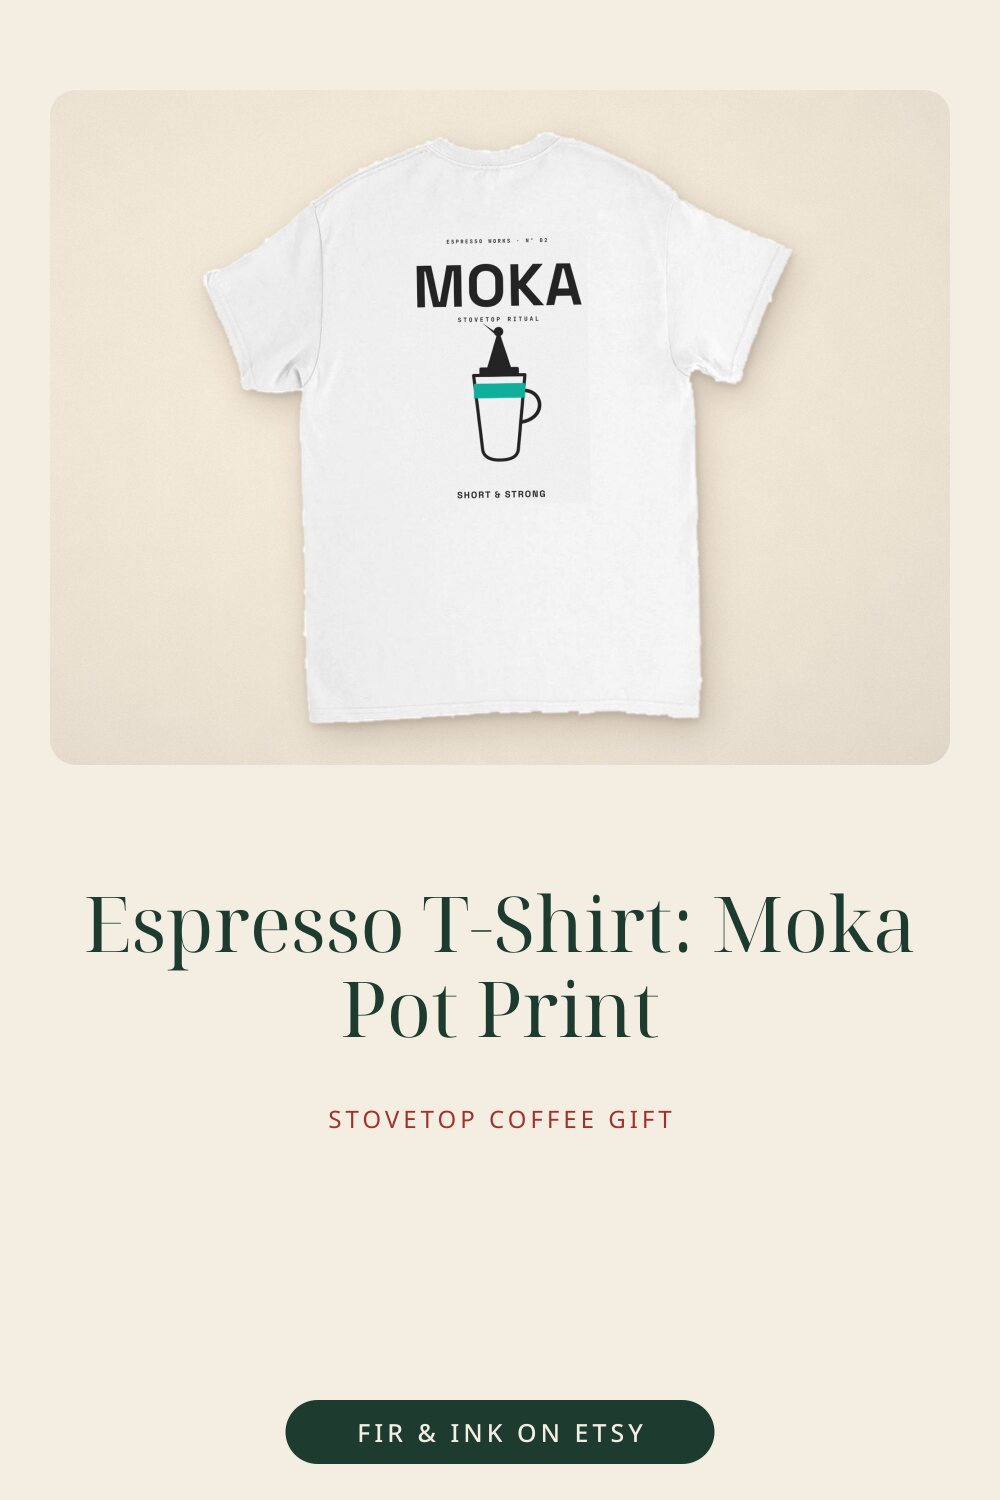 ESPRESSO WORKS · N° 02
MOKA
STOVETOP RITUAL
SHORT & STRONG
Espresso T-Shirt: Moka
Pot Print
STOVETOP COFFEE GIFT
FIR & INK ON ETSY